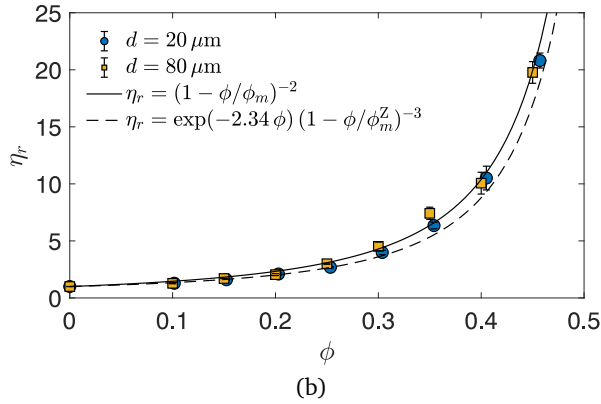 25
20
15
10
5
0
η_r
d = 20 μm
d = 80 μm
η_r = (1 − φ/φ_m)^−2
η_r = exp(−2.34 φ) (1 − φ/φ_m^Z)^−3
0 0.1 0.2 0.3 0.4 0.5
φ
(b)